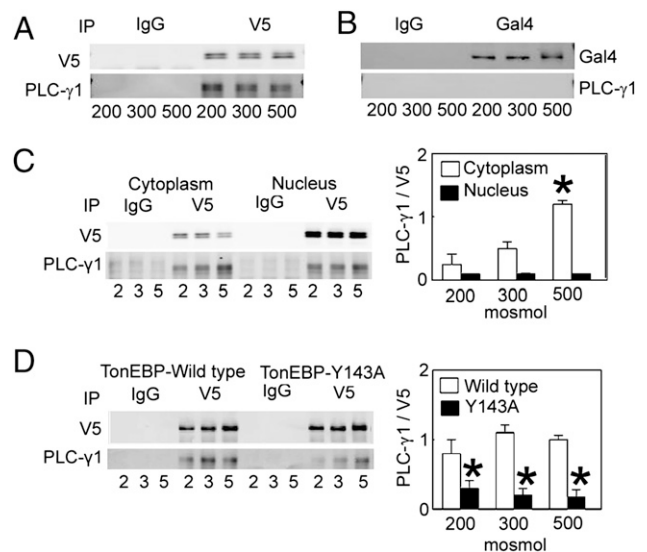 A
IP IgG V5
V5
PLC-γ1
200 300 500 200 300 500
B
IgG Gal4
Gal4
PLC-γ1
200 300 500 200 300 500
C
Cytoplasm Nucleus
IP IgG V5 IgG V5
V5
PLC-γ1
2 3 5 2 3 5 2 3 5 2 3 5
PLC-γ1 / V5
2
1
0
Cytoplasm
Nucleus
*
200 300 500
mosmol
D
TonEBP-Wild type TonEBP-Y143A
IP IgG V5 IgG V5
V5
PLC-γ1
2 3 5 2 3 5 2 3 5 2 3 5
PLC-γ1 / V5
2
1
0
Wild type
Y143A
* * *
200 300 500
mosmol